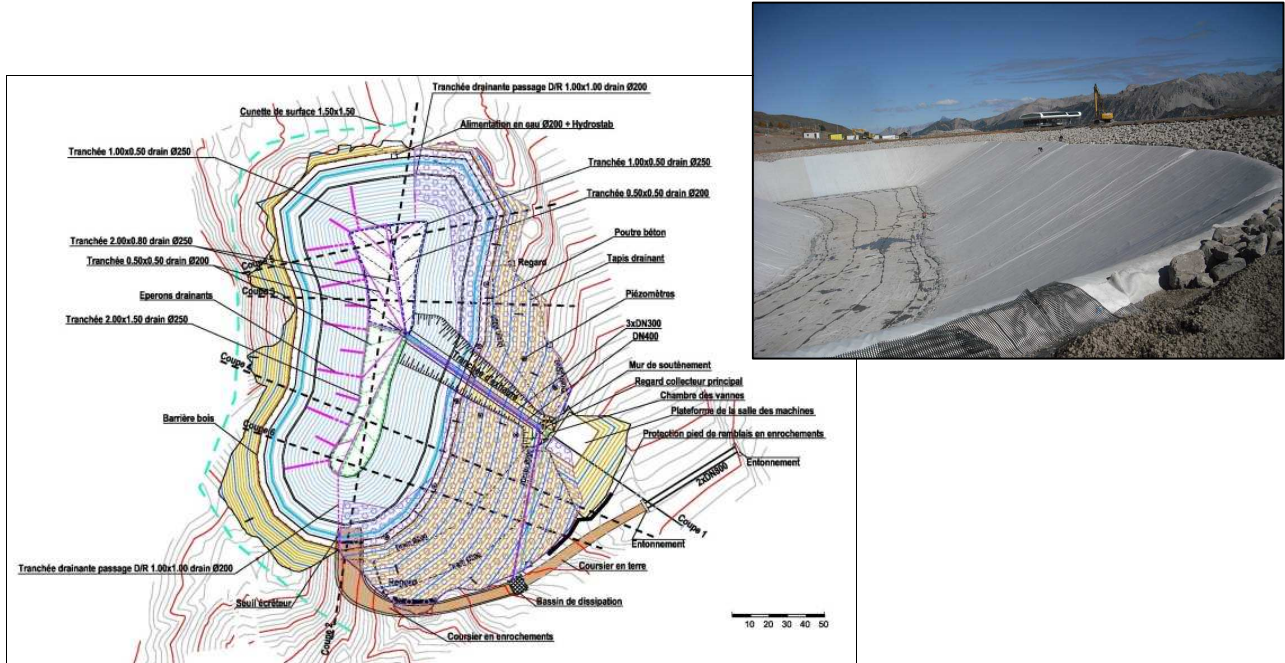 Tranchée drainante passage D/R 1.00x1.00 drain Ø200
Cunette de surface 1.50x1.50
Alimentation en eau Ø200 + Hydrostab
Tranchée 1.00x0.50 drain Ø250
Tranchée 1.00x0.50 drain Ø250
Tranchée 0.50x0.50 drain Ø200
Poutre béton
Regard
Tapis drainant
Tranchée 2.00x0.80 drain Ø250
Tranchée 0.50x0.50 drain Ø200
Piézomètres
Eperons drainants
Tranchée 2.00x1.50 drain Ø250
3xDN300
DN400
Mur de soutènement
Coupe 2
Regard collecteur principal
Chambre des vannes
Plateforme de la salle des machines
Barrière bois
Protection pied de remblais en enrochements
Entonnement
2xDN800
Coupe 1
Entonnement
Coursier en terre
Tranchée drainante passage D/R 1.00x1.00 drain Ø200
Regard
Seuil écrêteur
Bassin de dissipation
Coupe 2
Coursier en enrochements
10 20 30 40 50